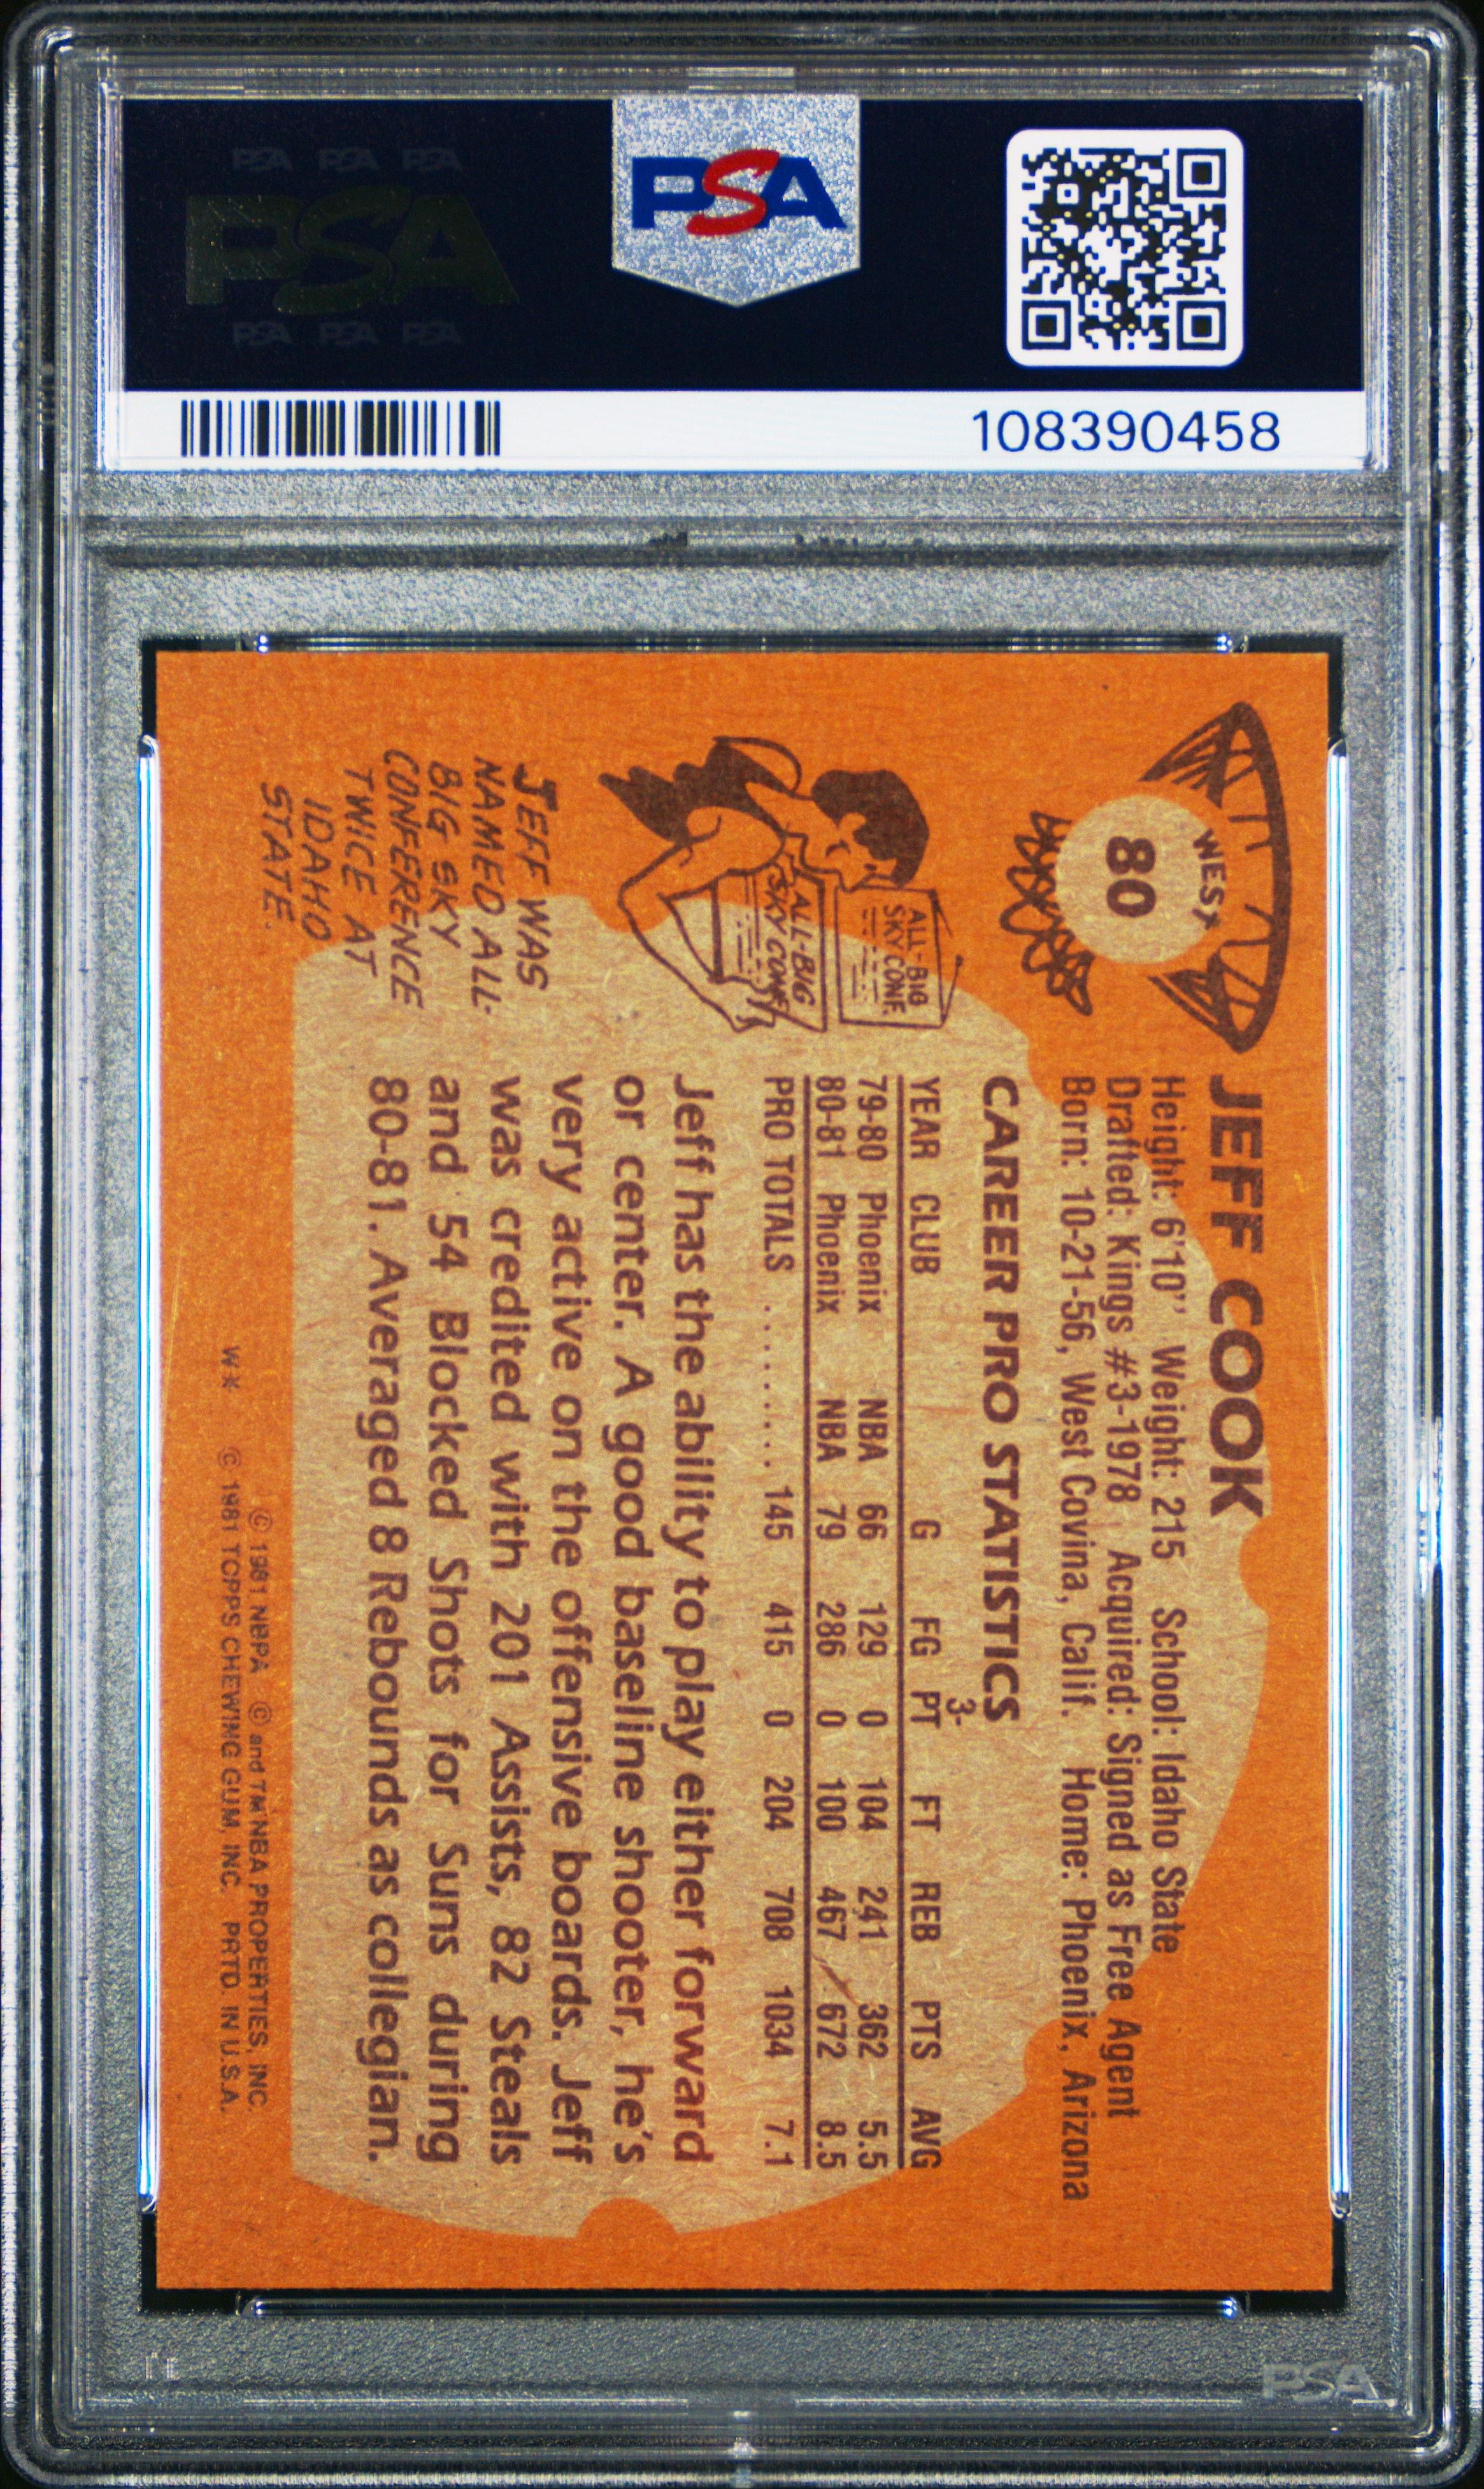 PSA PSA PSA
PSA
PSA PSA PSA
PSA
108390458
WEST
80
JEFF COOK
Height: 6'10" Weight: 215 School: Idaho State
Drafted: Kings #3-1978 Acquired: Signed as Free Agent
Born: 10-21-56, West Covina, Calif. Home: Phoenix, Arizona
CAREER PRO STATISTICS
YEAR CLUB G FG 3-PT FT REB PTS AVG
79-80 Phoenix NBA 66 129 0 104 241 362 5.5
80-81 Phoenix NBA 79 286 0 100 467 672 8.5
PRO TOTALS ......... 145 415 0 204 708 1034 7.1
Jeff has the ability to play either forward
or center. A good baseline shooter, he's
very active on the offensive boards. Jeff
was credited with 201 Assists, 82 Steals
and 54 Blocked Shots for Suns during
80-81. Averaged 8 Rebounds as collegian.
ALL-BIG
SKY CONF.
ALL-BIG
SKY CONF.
JEFF WAS
NAMED ALL-
BIG SKY
CONFERENCE
TWICE AT
IDAHO
STATE.
© 1981 NBPA © and TM NBA PROPERTIES, INC.
W* © 1981 TOPPS CHEWING GUM, INC. PRTD. IN U.S.A.
PSA